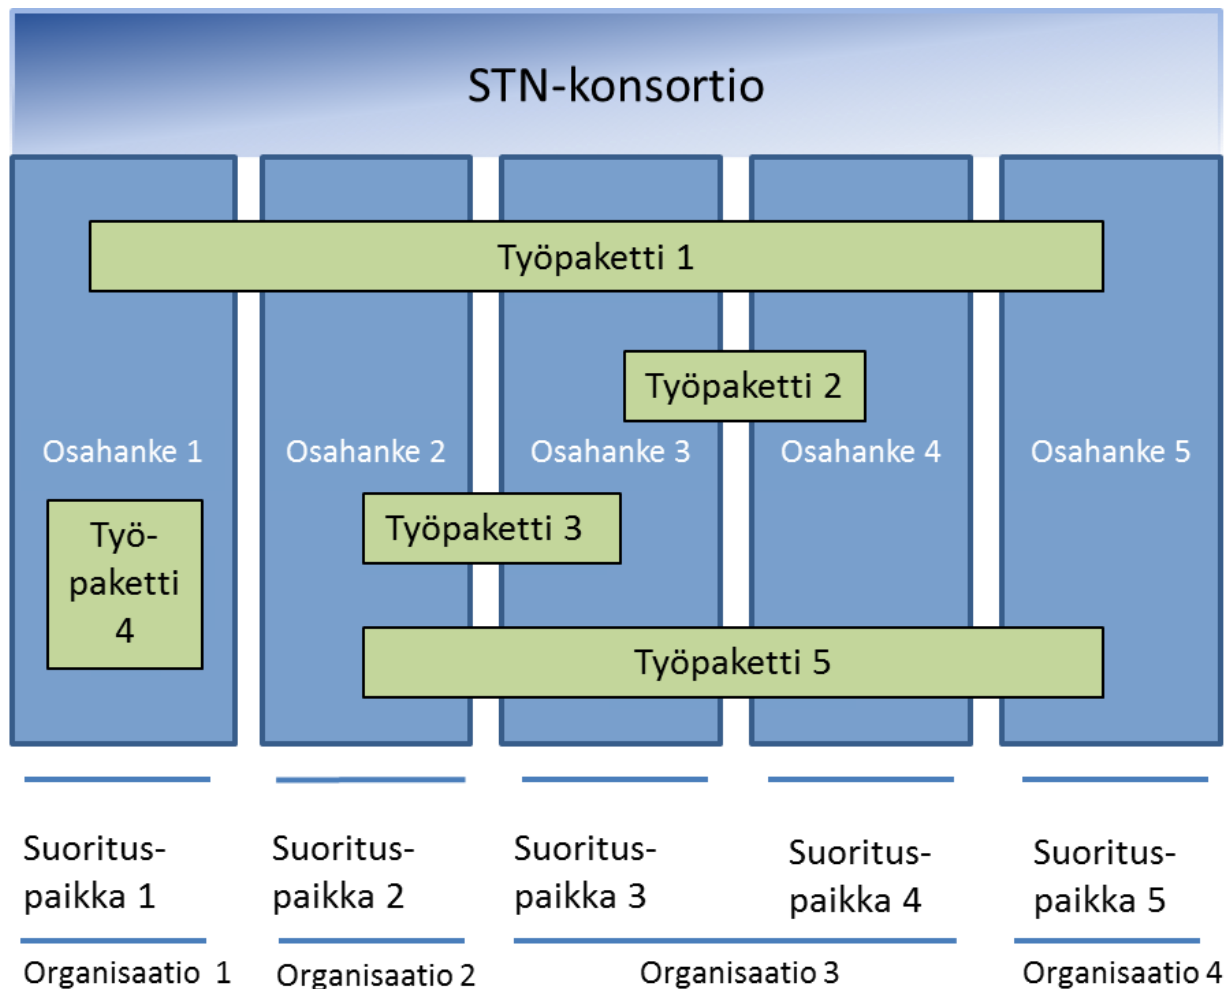 STN-konsortio
Työpaketti 1
Työpaketti 2
Osahanke 1
Osahanke 2
Osahanke 3
Osahanke 4
Osahanke 5
Työpaketti 3
Työ-
paketti
4
Työpaketti 5
Suoritus-
paikka 1
Suoritus-
paikka 2
Suoritus-
paikka 3
Suoritus-
paikka 4
Suoritus-
paikka 5
Organisaatio 1
Organisaatio 2
Organisaatio 3
Organisaatio 4